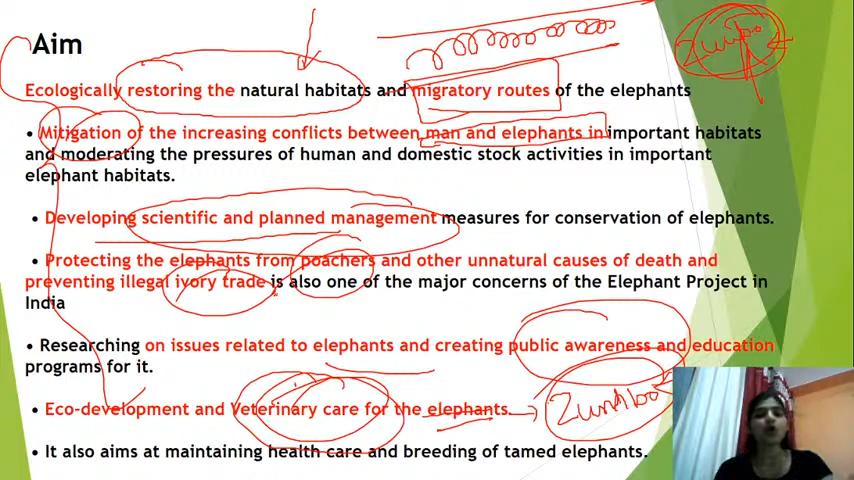 Aim
Ecologically restoring the natural habitats and migratory routes of the elephants
• Mitigation of the increasing conflicts between man and elephants in important habitats
and moderating the pressures of human and domestic stock activities in important
elephant habitats.
• Developing scientific and planned management measures for conservation of elephants.
• Protecting the elephants from poachers and other unnatural causes of death and
preventing illegal ivory trade is also one of the major concerns of the Elephant Project in
India
• Researching on issues related to elephants and creating public awareness and education
programs for it.
• Eco-development and Veterinary care for the elephants.
• It also aims at maintaining health care and breeding of tamed elephants.